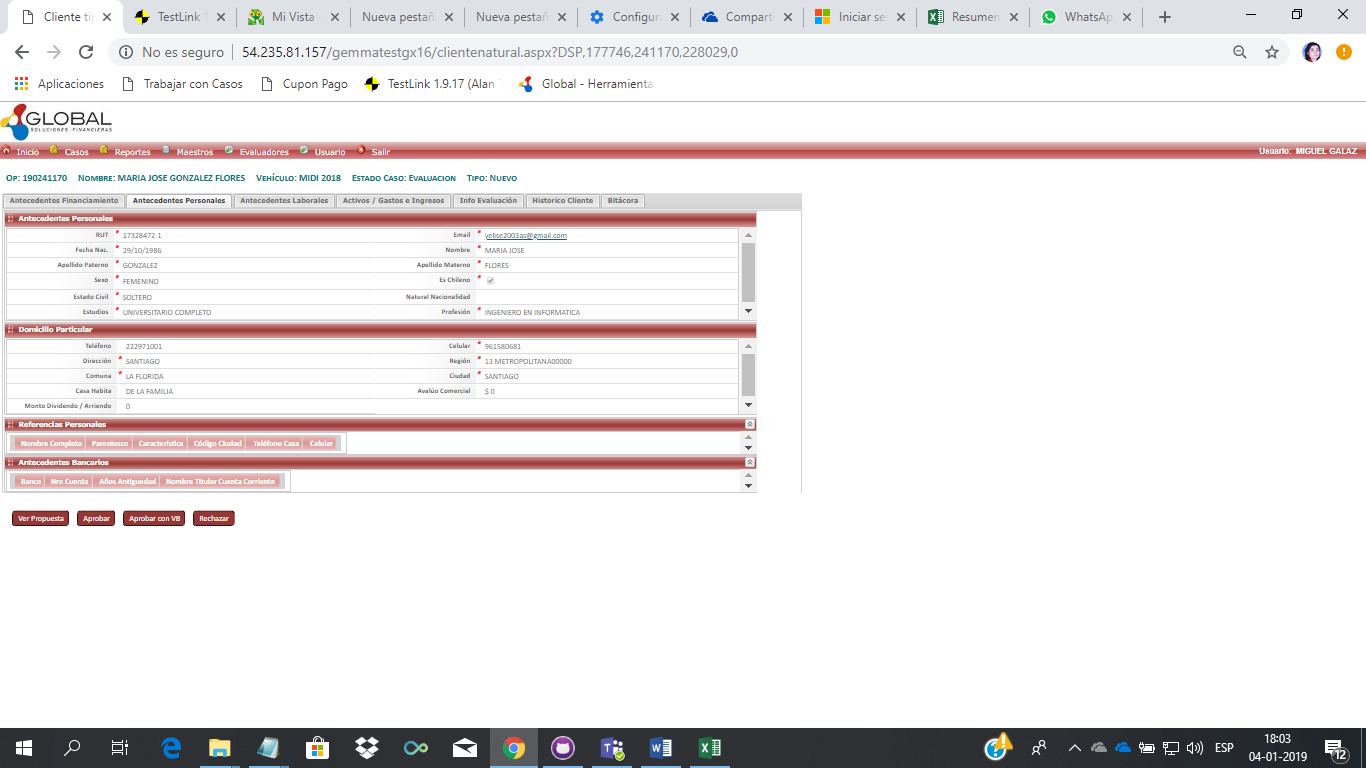 Cliente ti TestLink 1 Mi Vista - Nueva pestañ Nueva pestañ Configura Comparti Iniciar se Resumen WhatsAp
No es seguro | 54.235.81.157/gemmatestgx16/clientenatural.aspx?DSP,177746,241170,228029,0
Aplicaciones Trabajar con Casos Cupon Pago TestLink 1.9.17 (Alan Global - Herramienta
GLOBAL
SOLUCIONES FINANCIERAS
Inicio Casos Reportes Maestros Evaluadores Usuario Salir Usuario: MIGUEL GALAZ
OP: 190241170 NOMBRE: MARIA JOSE GONZALEZ FLORES VEHÍCULO: MIDI 2018 ESTADO CASO: EVALUACION TIPO: NUEVO
Antecedentes Financiamiento Antecedentes Personales Antecedentes Laborales Activos / Gastos e Ingresos Info Evaluación Historico Cliente Bitácora
Antecedentes Personales
RUT * 17328472-1 Email * yelise2003as@gmail.com
Fecha Nac. * 29/10/1986 Nombre * MARIA JOSE
Apellido Paterno * GONZALEZ Apellido Materno * FLORES
Sexo * FEMENINO Es Chileno *
Estado Civil * SOLTERO Natural Nacionalidad
Estudios * UNIVERSITARIO COMPLETO Profesión * INGENIERO EN INFORMATICA
Domicilio Particular
Teléfono 222971001 Celular * 961580681
Dirección * SANTIAGO Región * 13 METROPOLITANA00000
Comuna * LA FLORIDA Ciudad * SANTIAGO
Casa Habita DE LA FAMILIA Avalúo Comercial $ 0
Monto Dividendo / Arriendo 0
Referencias Personales
Nombre Completo Parentesco Característica Código Ciudad Teléfono Casa Celular
Antecedentes Bancarios
Banco Nro Cuenta Años Antiguedad Nombre Titular Cuenta Corriente
Ver Propuesta Aprobar Aprobar con VB Rechazar
ESP 18:03
04-01-2019 12